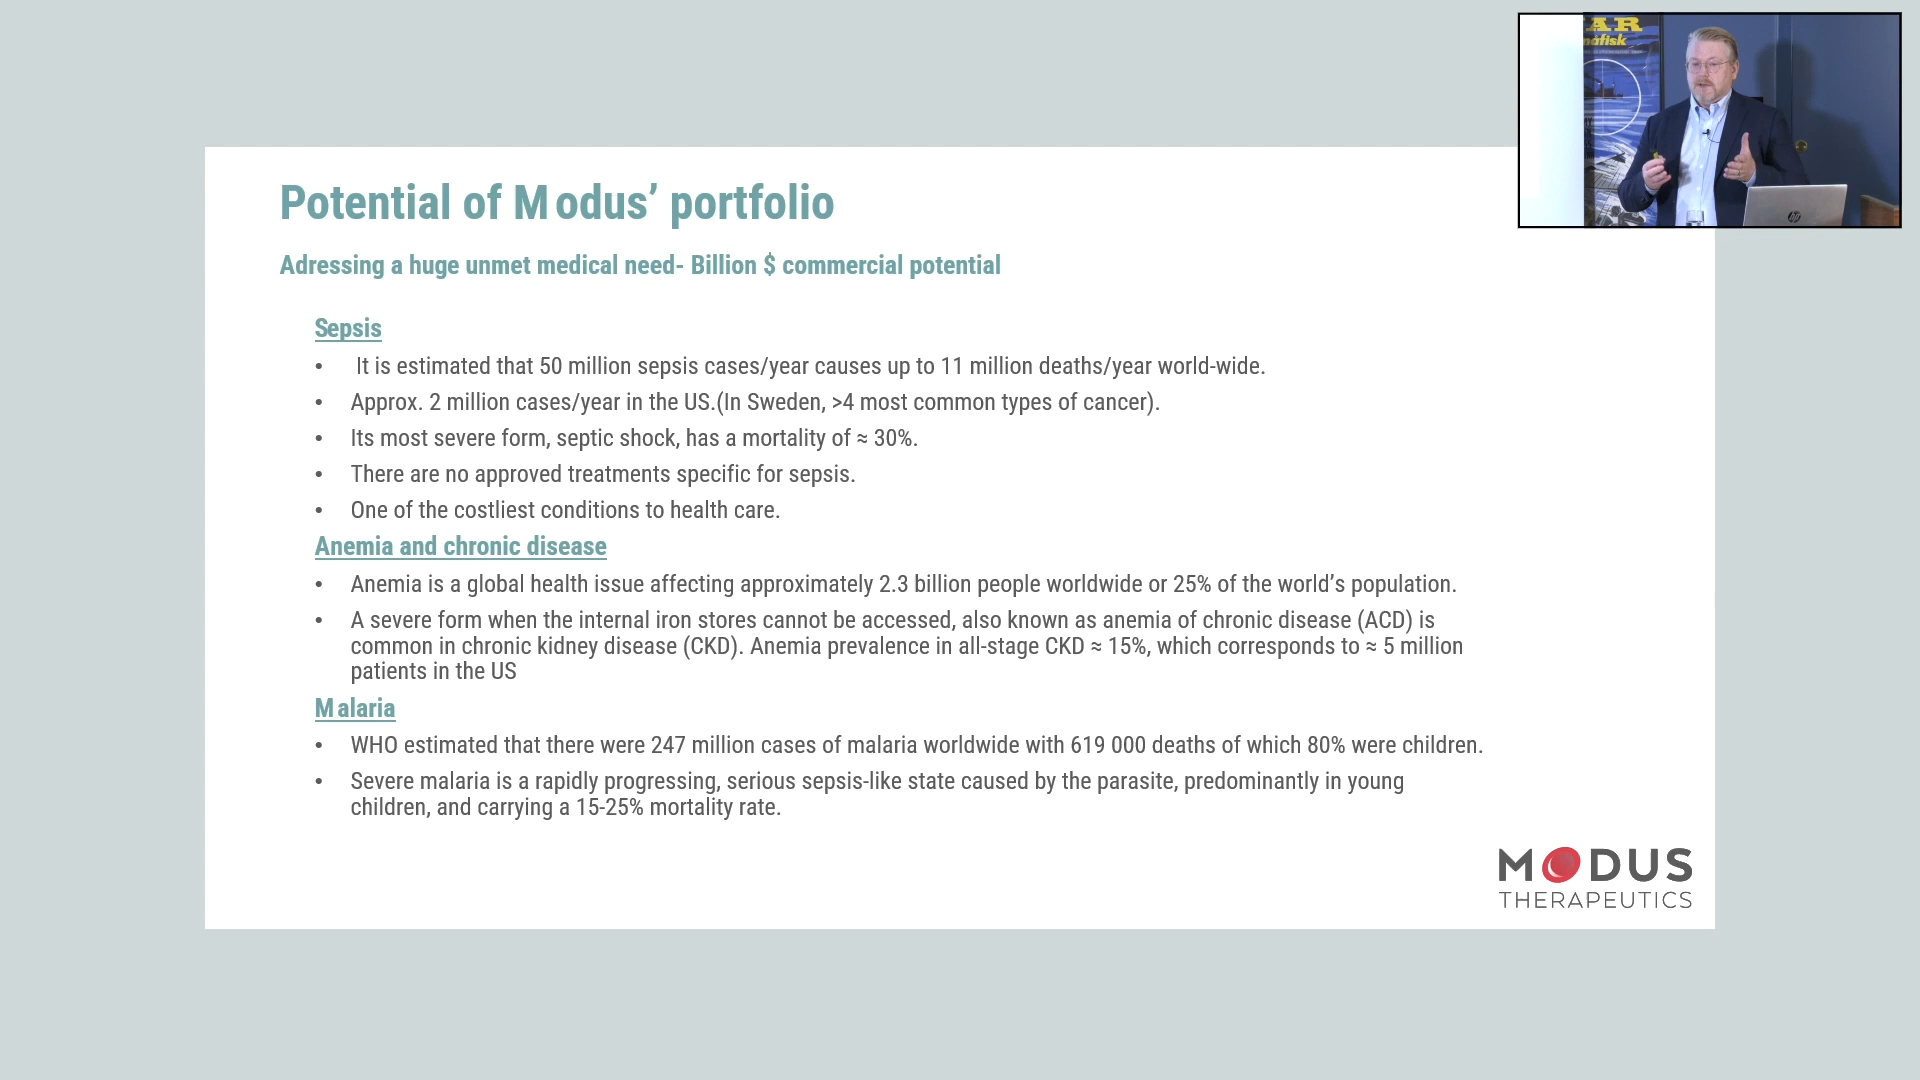 AR
nafisk
hp
Potential of Modus’ portfolio
Adressing a huge unmet medical need- Billion $ commercial potential
Sepsis
• It is estimated that 50 million sepsis cases/year causes up to 11 million deaths/year world-wide.
• Approx. 2 million cases/year in the US.(In Sweden, >4 most common types of cancer).
• Its most severe form, septic shock, has a mortality of ≈ 30%.
• There are no approved treatments specific for sepsis.
• One of the costliest conditions to health care.
Anemia and chronic disease
• Anemia is a global health issue affecting approximately 2.3 billion people worldwide or 25% of the world’s population.
• A severe form when the internal iron stores cannot be accessed, also known as anemia of chronic disease (ACD) is
common in chronic kidney disease (CKD). Anemia prevalence in all-stage CKD ≈ 15%, which corresponds to ≈ 5 million
patients in the US
Malaria
• WHO estimated that there were 247 million cases of malaria worldwide with 619 000 deaths of which 80% were children.
• Severe malaria is a rapidly progressing, serious sepsis-like state caused by the parasite, predominantly in young
children, and carrying a 15-25% mortality rate.
MODUS
THERAPEUTICS